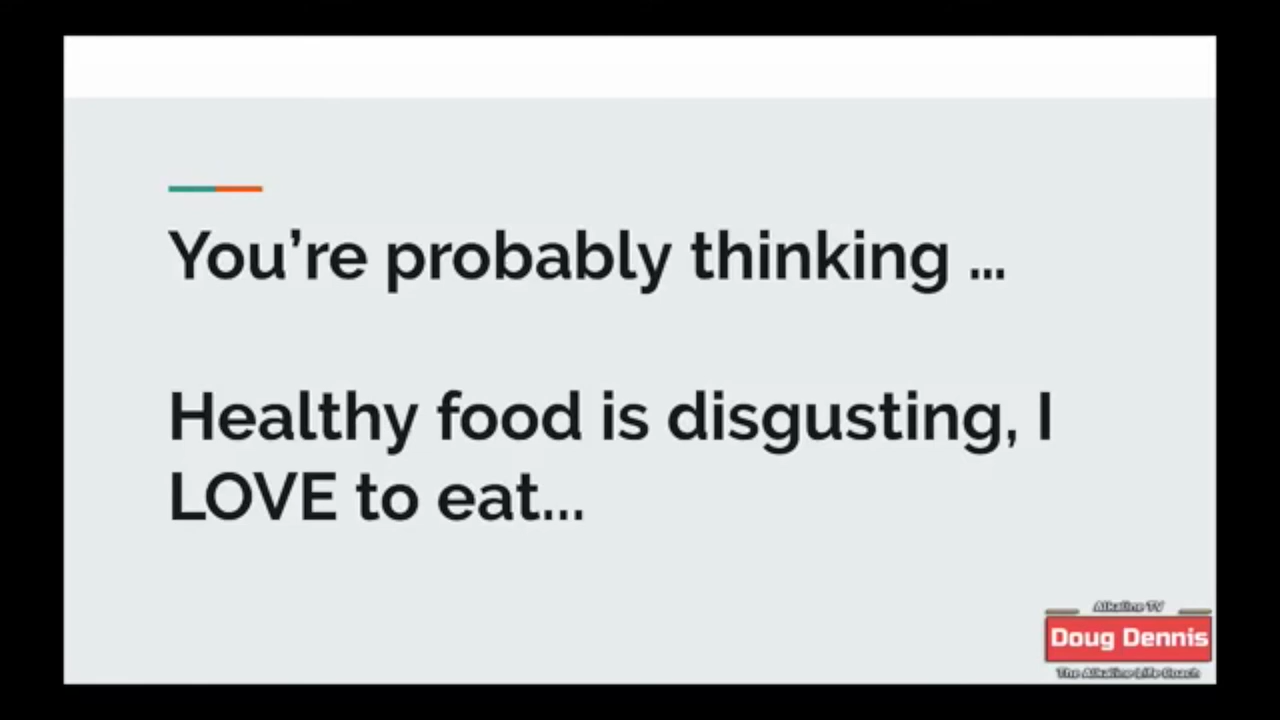 You’re probably thinking ...
Healthy food is disgusting, I
LOVE to eat...
Alkaline TV
Doug Dennis
The Alkaline Life Coach